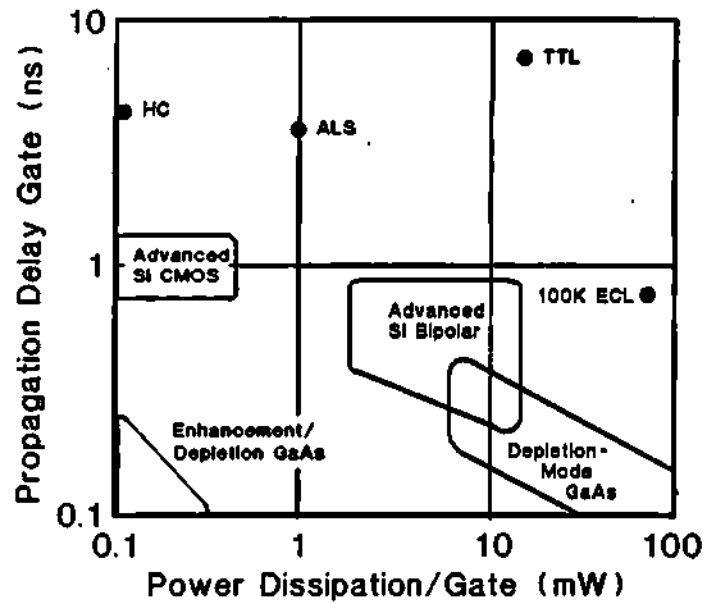 Propagation Delay Gate (ns)
10
TTL
HC
ALS
Advanced
SI CMOS
1
100K ECL
Advanced
SI Bipolar
Enhancement/
Depletion GaAs
Depletion-
Mode
GaAs
0.1
0.1
1
10
100
Power Dissipation/Gate (mW)